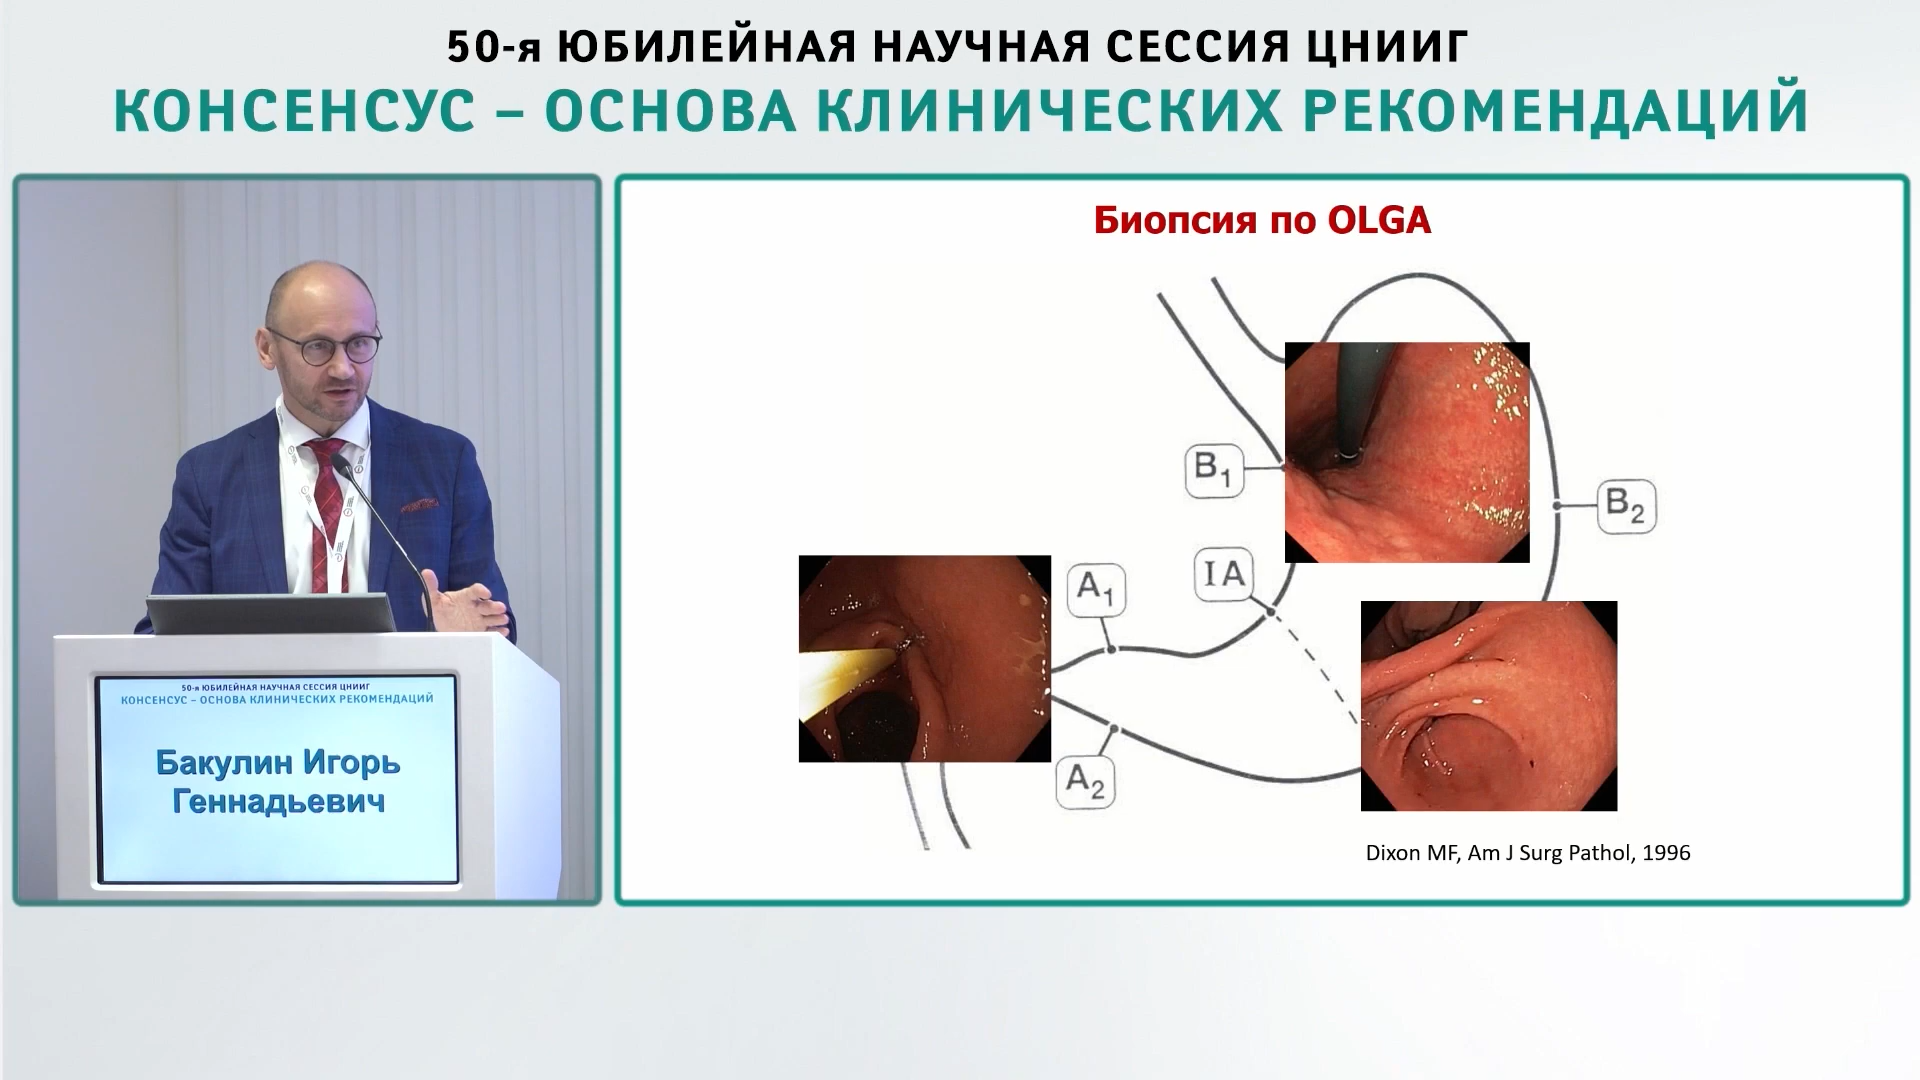 50-я ЮБИЛЕЙНАЯ НАУЧНАЯ СЕССИЯ ЦНИИГ
КОНСЕНСУС – ОСНОВА КЛИНИЧЕСКИХ РЕКОМЕНДАЦИЙ
50-я ЮБИЛЕЙНАЯ НАУЧНАЯ СЕССИЯ ЦНИИГ
КОНСЕНСУС – ОСНОВА КЛИНИЧЕСКИХ РЕКОМЕНДАЦИЙ
Бакулин Игорь
Геннадьевич
Биопсия по OLGA
B1
B2
IA
A1
A2
Dixon MF, Am J Surg Pathol, 1996